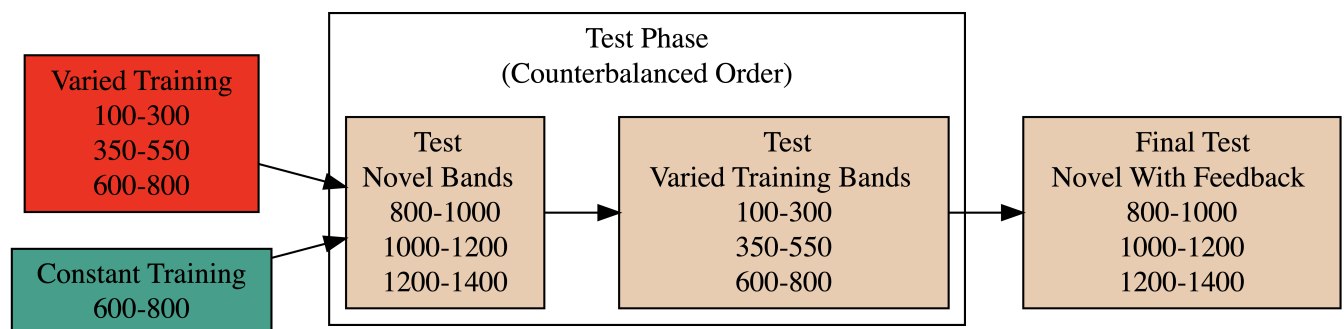 Varied Training
100-300
350-550
600-800
Constant Training
600-800
Test Phase
(Counterbalanced Order)
Test
Novel Bands
800-1000
1000-1200
1200-1400
Test
Varied Training Bands
100-300
350-550
600-800
Final Test
Novel With Feedback
800-1000
1000-1200
1200-1400